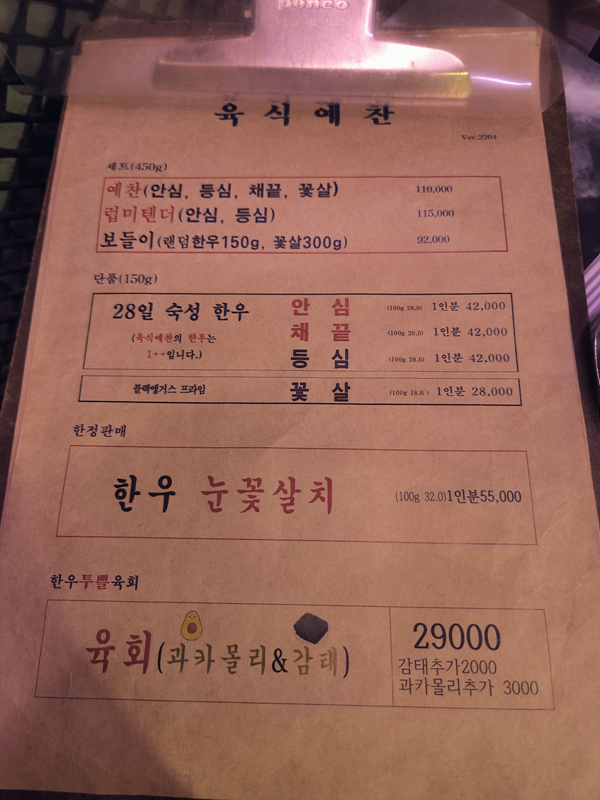 육식예찬
Ver.2204
세트(450g)
예찬(안심, 등심, 채끝, 꽃살) 110,000
럽미텐더(안심, 등심) 115,000
보들이(랜덤한우150g, 꽃살300g) 92,000
단품(150g)
28일 숙성 한우
(육식예찬의 한우는
1++입니다.)
안심 (100g 28.0) 1인분 42,000
채끝 (100g 28.0) 1인분 42,000
등심 (100g 28.0) 1인분 42,000
블랙앵거스 프라임 꽃살 (100g 18.6) 1인분 28,000
한정판매
한우 눈꽃살치 (100g 32.0)1인분55,000
한우투쁠육회
육회(과카몰리&감태) 29000
감태추가2000
과카몰리추가 3000